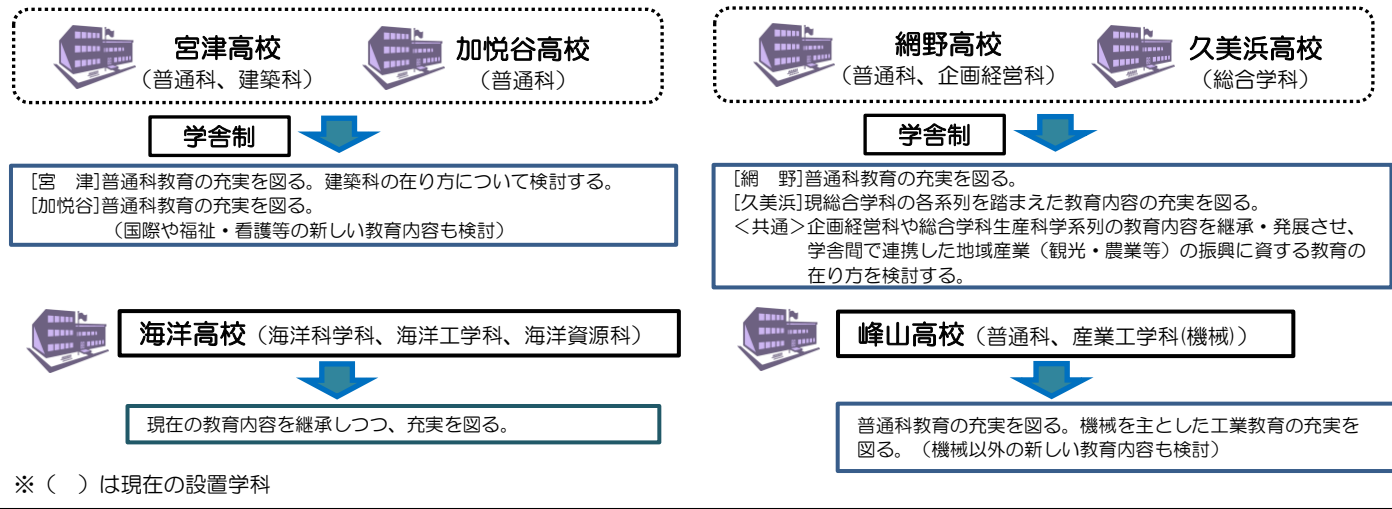 宮津高校
（普通科、建築科）
加悦谷高校
（普通科）
学舎制
[宮　津]普通科教育の充実を図る。建築科の在り方について検討する。
[加悦谷]普通科教育の充実を図る。
（国際や福祉・看護等の新しい教育内容も検討）
網野高校
（普通科、企画経営科）
久美浜高校
（総合学科）
学舎制
[網　野]普通科教育の充実を図る。
[久美浜]現総合学科の各系列を踏まえた教育内容の充実を図る。
＜共通＞企画経営科や総合学科生産科学系列の教育内容を継承・発展させ、
学舎間で連携した地域産業（観光・農業等）の振興に資する教育の
在り方を検討する。
海洋高校（海洋科学科、海洋工学科、海洋資源科）
現在の教育内容を継承しつつ、充実を図る。
峰山高校（普通科、産業工学科(機械)）
普通科教育の充実を図る。機械を主とした工業教育の充実を
図る。（機械以外の新しい教育内容も検討）
※（　）は現在の設置学科